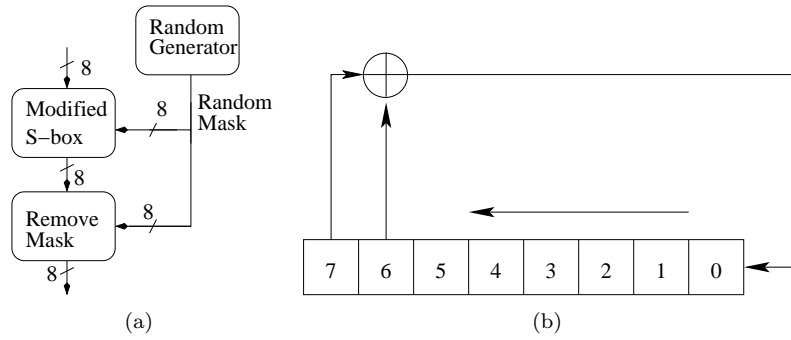 Random
Generator
8
Modified
S−box
8
Random
Mask
8
Remove
Mask
8
8
(a)
7 6 5 4 3 2 1 0
(b)